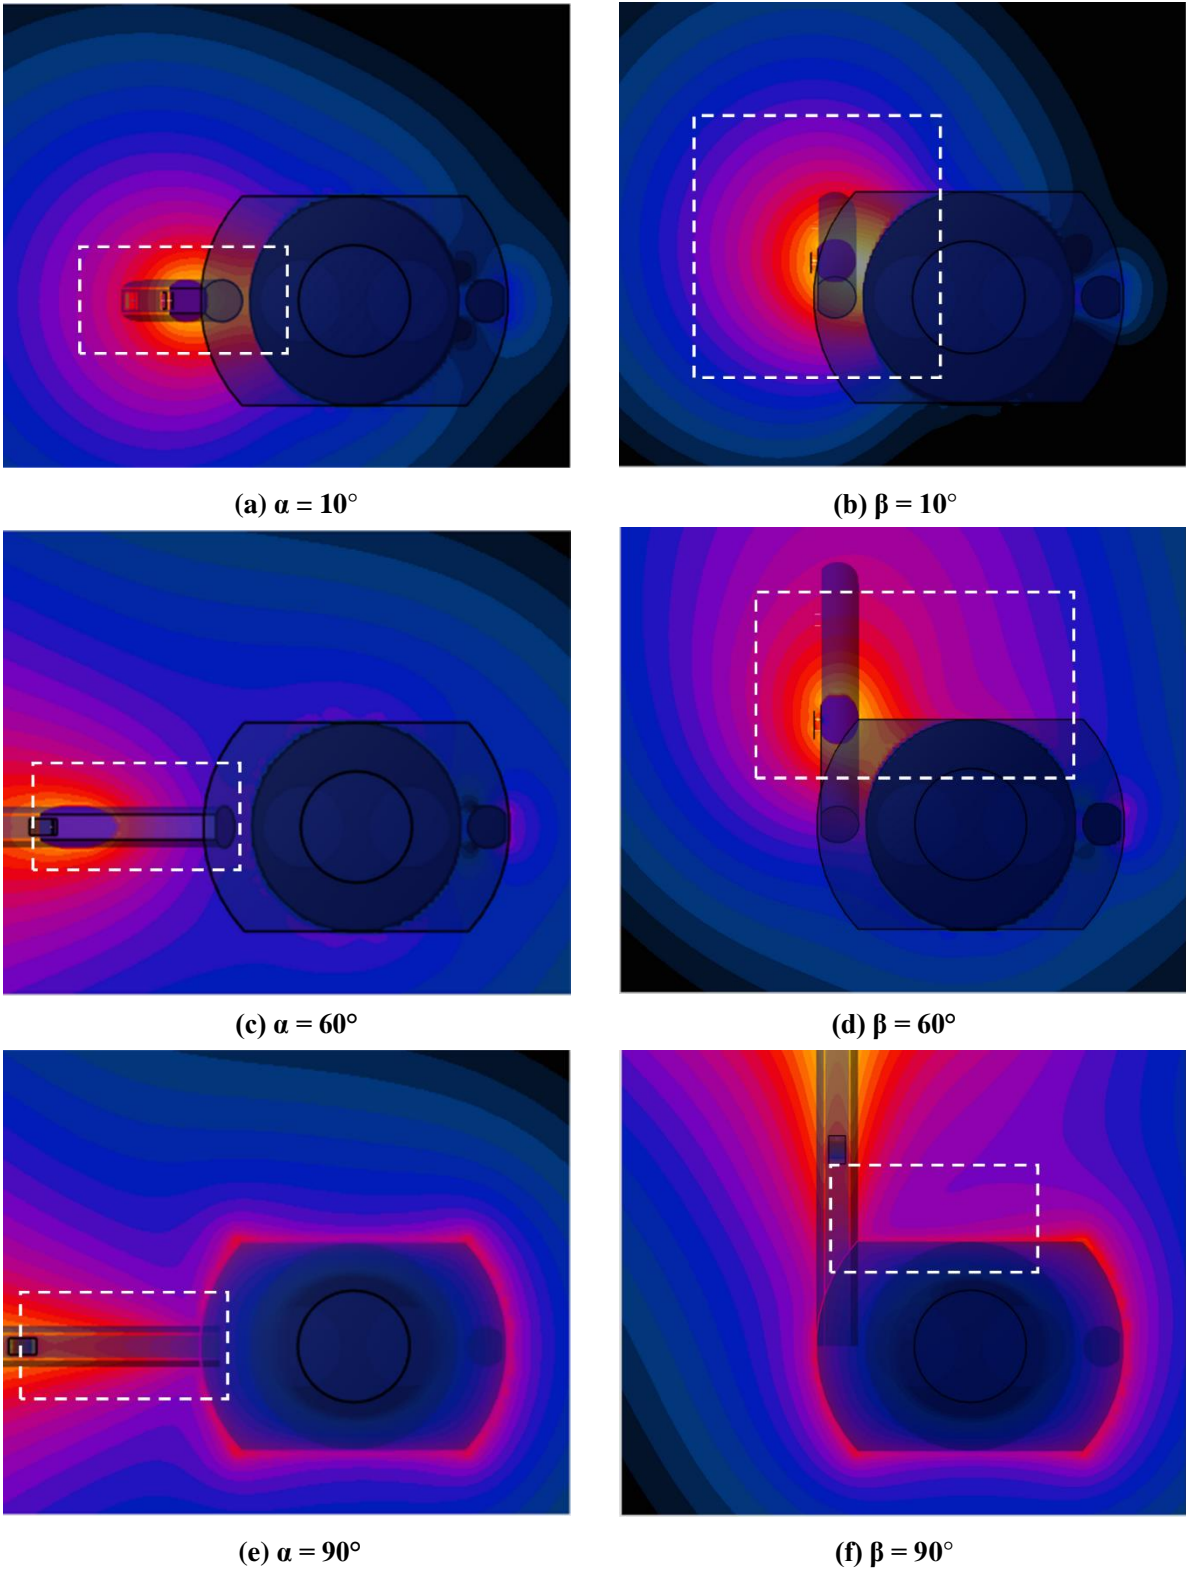 (a) α = 10°
(b) β = 10°
(c) α = 60°
(d) β = 60°
(e) α = 90°
(f) β = 90°